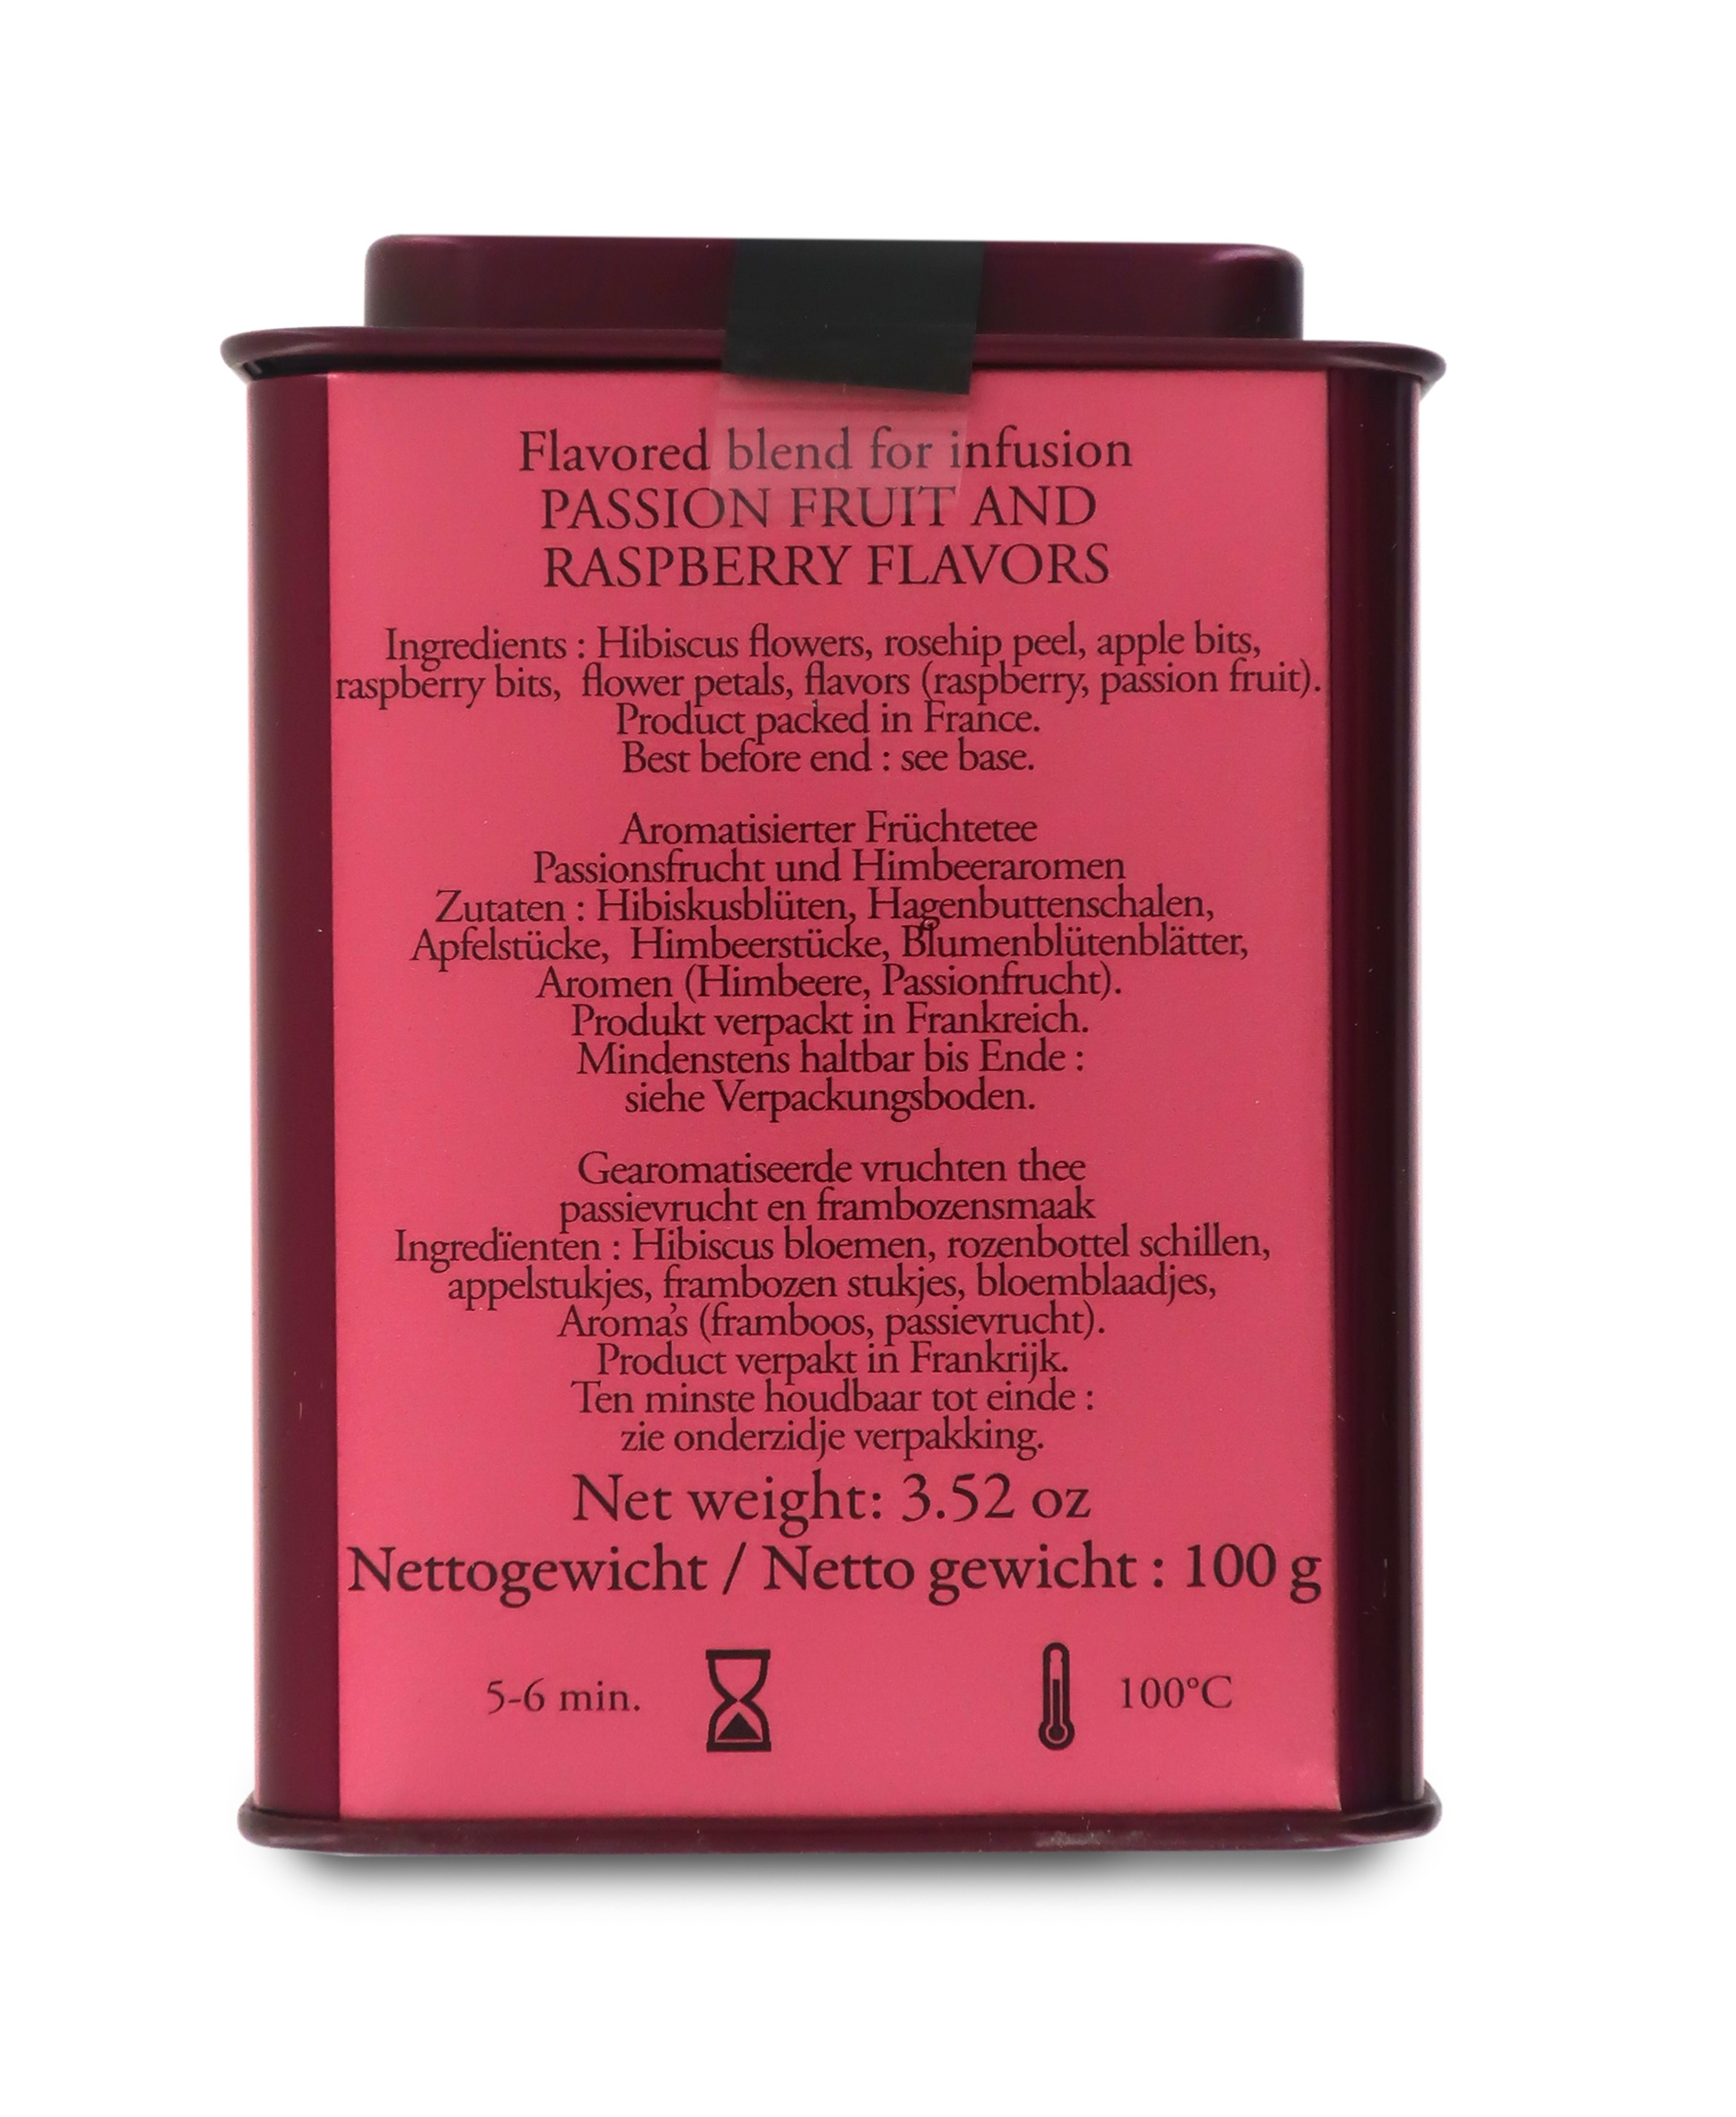 Flavored blend for infusion
PASSION FRUIT AND
RASPBERRY FLAVORS
Ingredients : Hibiscus flowers, rosehip peel, apple bits,
raspberry bits, flower petals, flavors (raspberry, passion fruit).
Product packed in France.
Best before end : see base.
Aromatisierter Früchtetee
Passionsfrucht und Himbeeraromen
Zutaten : Hibiskusblüten, Hagenbuttenschalen,
Apfelstücke, Himbeerstücke, Blumenblütenblätter,
Aromen (Himbeere, Passionfrucht).
Produkt verpackt in Frankreich.
Mindenstens haltbar bis Ende :
siehe Verpackungsboden.
Gearomatiseerde vruchten thee
passievrucht en frambozensmaak
Ingredïenten : Hibiscus bloemen, rozenbottel schillen,
appelstukjes, frambozen stukjes, bloemblaadjes,
Aroma's (framboos, passievrucht).
Product verpakt in Frankrijk.
Ten minste houdbaar tot einde :
zie onderzidje verpakking.
Net weight: 3.52 oz
Nettogewicht / Netto gewicht : 100 g
5-6 min. 100°C